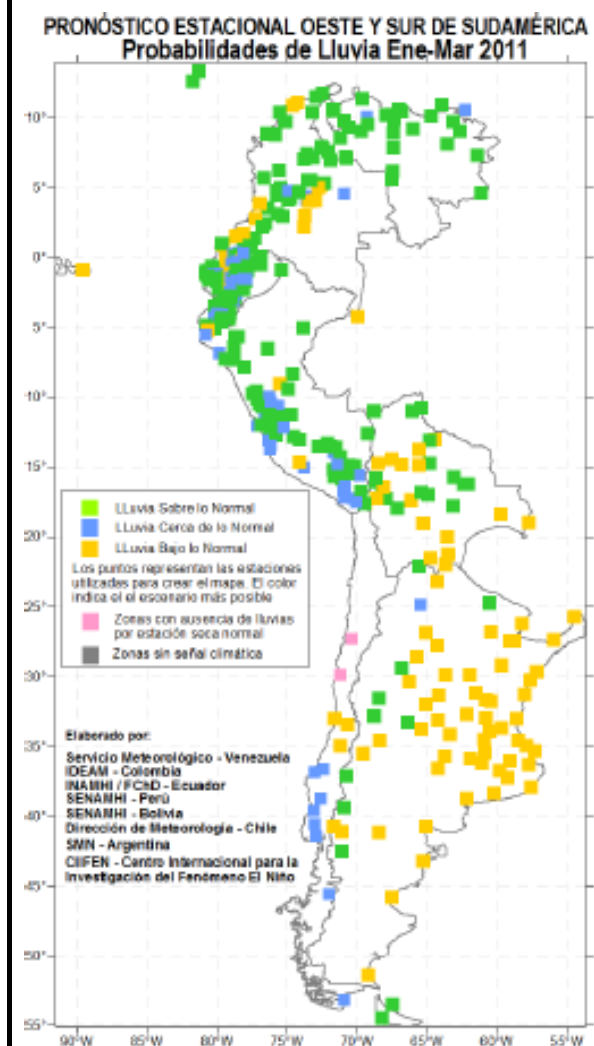 PRONÓSTICO ESTACIONAL OESTE Y SUR DE SUDAMÉRICA
Probabilidades de Lluvia Ene-Mar 2011
10°
5°
0°
5°
10°
15°
20°
25°
30°
35°
40°
45°
50°
55°
LLuvia Sobre lo Normal
LLuvia Cerca de lo Normal
LLuvia Bajo lo Normal
Los puntos representan las estaciones
utilizadas para crear el mapa. El color
indica el el escenario más posible
Zonas con ausencia de lluvias
por estación seca normal
Zonas sin señal climática
Elaborado por:
Servicio Meteorológico - Venezuela
IDEAM - Colombia
INAMHI / FChD - Ecuador
SENAMHI - Perú
SENAMHI - Bolivia
Dirección de Meteorología - Chile
SMN - Argentina
CIIFEN - Centro Internacional para la
Investigación del Fenómeno El Niño
90°W 85°W 80°W 75°W 70°W 65°W 60°W 55°W